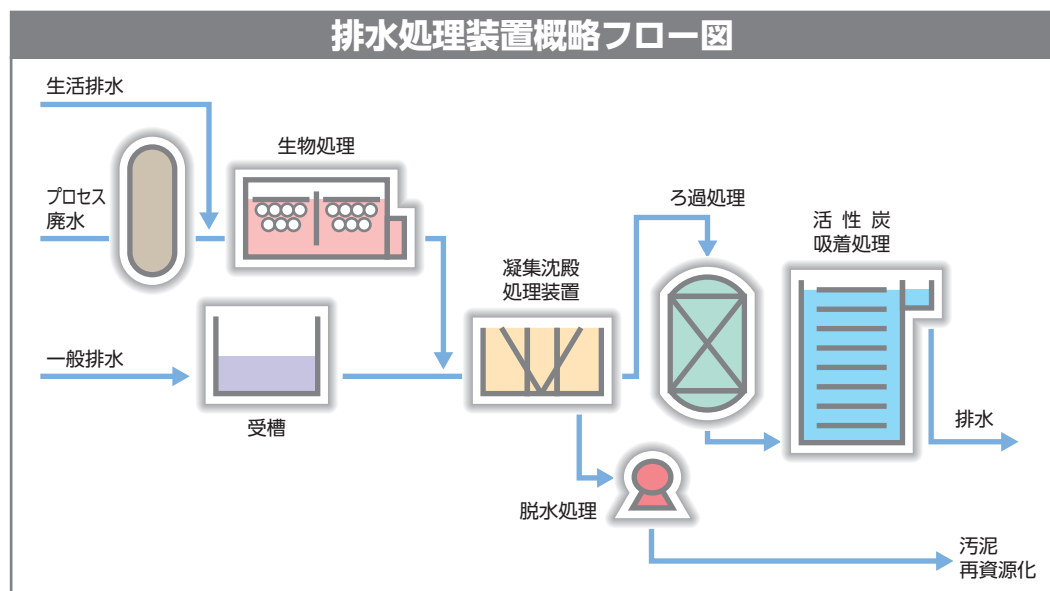 排水処理装置概略フロー図
生活排水
生物処理
プロセス
廃水
ろ過処理
活 性 炭
吸着処理
凝集沈殿
処理装置
一般排水
受槽
排水
脱水処理
汚泥
再資源化